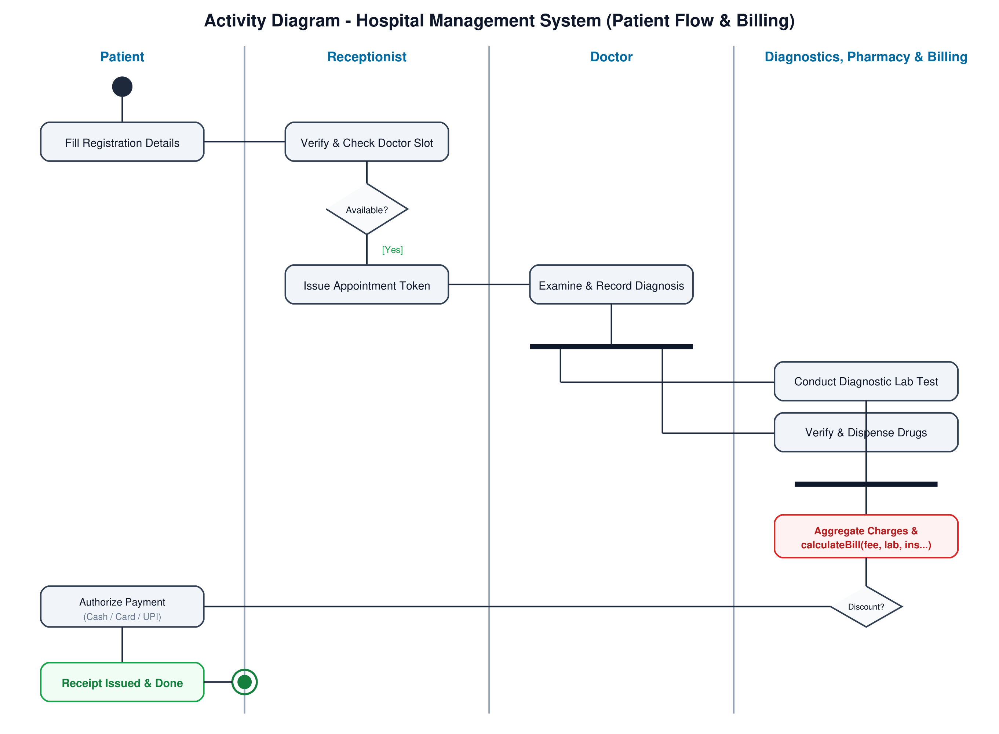 Activity Diagram - Hospital Management System (Patient Flow & Billing)
Patient
Receptionist
Doctor
Diagnostics, Pharmacy & Billing
Fill Registration Details
Verify & Check Doctor Slot
Available?
[Yes]
Issue Appointment Token
Examine & Record Diagnosis
Conduct Diagnostic Lab Test
Verify & Dispense Drugs
Aggregate Charges &
calculateBill(fee, lab, ins...)
Discount?
Authorize Payment
(Cash / Card / UPI)
Receipt Issued & Done